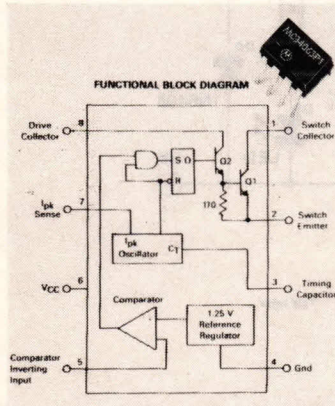 MC34063P1
FUNCTIONAL BLOCK DIAGRAM
Drive
Collector
8
1
Switch
Collector
S Q
R
Q2
Q1
170
Ipk
Sense
7
2
Switch
Emitter
Ipk
Oscillator
CT
3
Timing
Capacitor
VCC
6
Comparator
1.25 V
Reference
Regulator
Comparator
Inverting
Input
5
4
Gnd